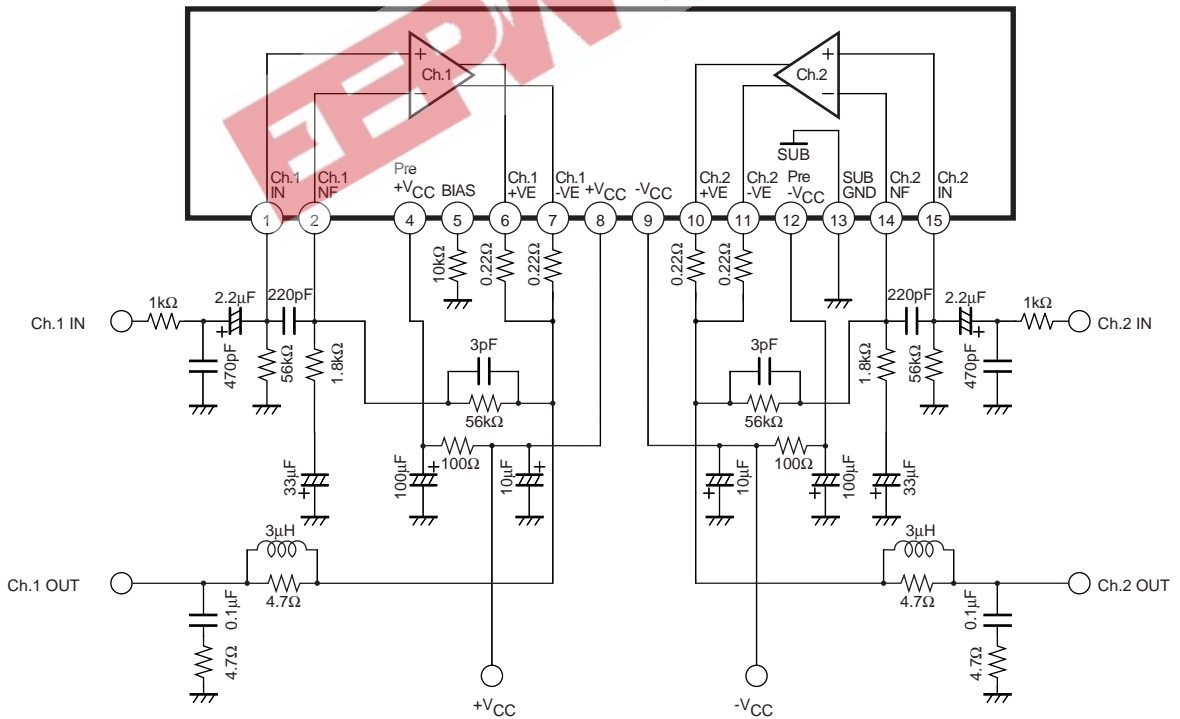 EEPW
+
Ch.1
−
+
Ch.2
−
SUB
Ch.1 IN
Ch.1 NF
Pre +VCC
BIAS
Ch.1 +VE
Ch.1 -VE
+VCC
-VCC
Ch.2 +VE
Ch.2 -VE
Pre -VCC
SUB GND
Ch.2 NF
Ch.2 IN
1 2 4 5 6 7 8 9 10 11 12 13 14 15
10kΩ
0.22Ω
0.22Ω
0.22Ω
0.22Ω
Ch.1 IN
1kΩ
2.2µF
+
220pF
220pF
2.2µF
+
1kΩ
Ch.2 IN
470pF
56kΩ
1.8kΩ
3pF
56kΩ
3pF
56kΩ
1.8kΩ
56kΩ
470pF
33µF
+
100µF
+
100Ω
10µF
+
10µF
+
100Ω
100µF
+
33µF
+
Ch.1 OUT
3µH
4.7Ω
3µH
4.7Ω
Ch.2 OUT
0.1µF
4.7Ω
0.1µF
4.7Ω
+VCC
-VCC